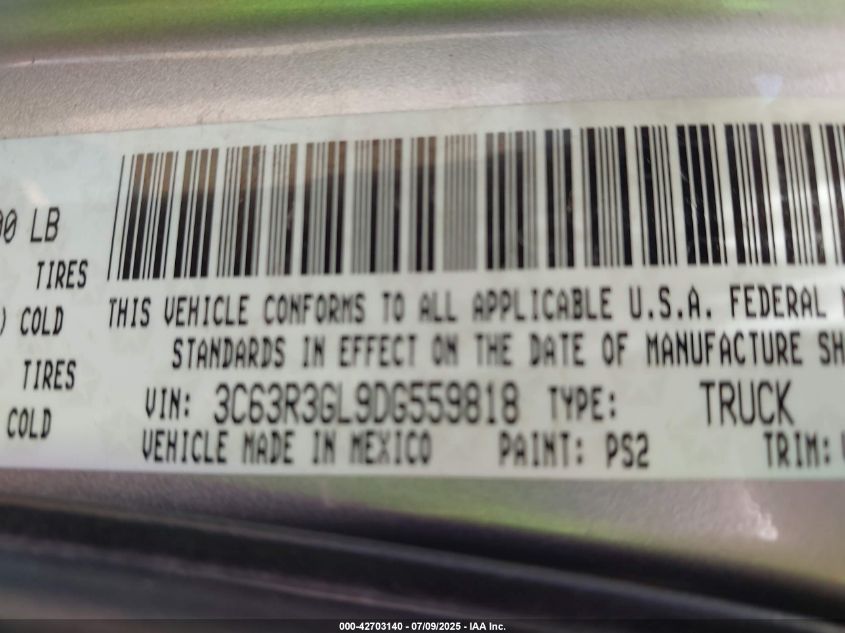 00 LB
TIRES
) COLD
TIRES
COLD
THIS VEHICLE CONFORMS TO ALL APPLICABLE U.S.A. FEDERAL
STANDARDS IN EFFECT ON THE DATE OF MANUFACTURE SH
VIN: 3C63R3GL9DG559818 TYPE: TRUCK
VEHICLE MADE IN MEXICO PAINT: PS2 TRIM:
000-42703140 - 07/09/2025 - IAA Inc.